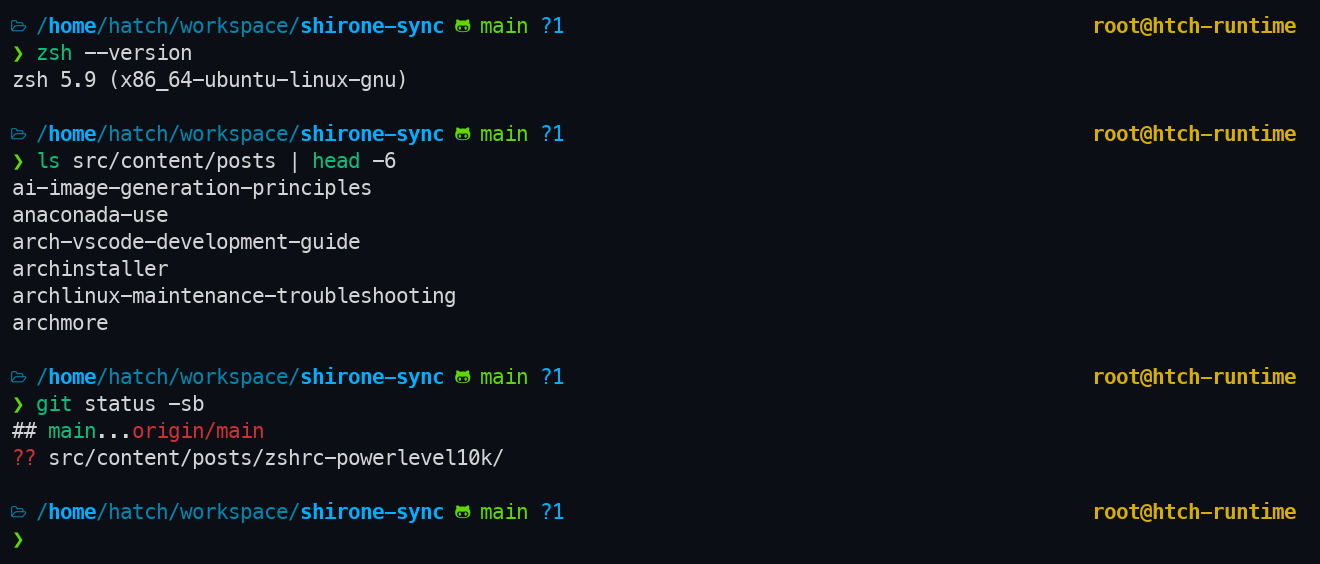 /home/hatch/workspace/shirone-sync main ?1 root@htch-runtime
❯ zsh --version
zsh 5.9 (x86_64-ubuntu-linux-gnu)
/home/hatch/workspace/shirone-sync main ?1 root@htch-runtime
❯ ls src/content/posts | head -6
ai-image-generation-principles
anaconada-use
arch-vscode-development-guide
archinstaller
archlinux-maintenance-troubleshooting
archmore
/home/hatch/workspace/shirone-sync main ?1 root@htch-runtime
❯ git status -sb
## main...origin/main
?? src/content/posts/zshrc-powerlevel10k/
/home/hatch/workspace/shirone-sync main ?1 root@htch-runtime
❯